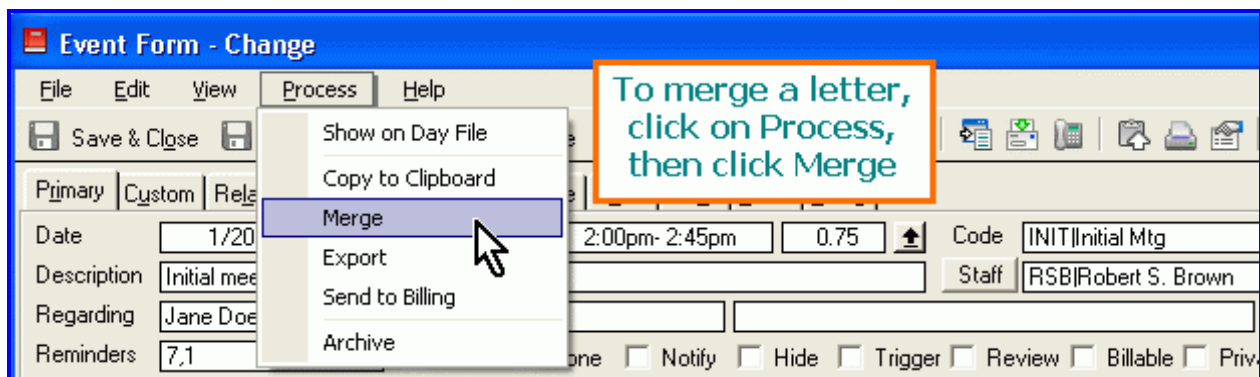 Event Form - Change
File Edit View Process Help
To merge a letter,
click on Process,
then click Merge
Save & Close
Show on Day File
Copy to Clipboard
Merge
Export
Send to Billing
Archive
Primary Custom
Date 1/20 2:00pm- 2:45pm 0.75 Code INIT|Initial Mtg
Description Initial Staff RSB|Robert S. Brown
Regarding Jane Doe
Reminders 7,1 Notify Hide Trigger Review Billable